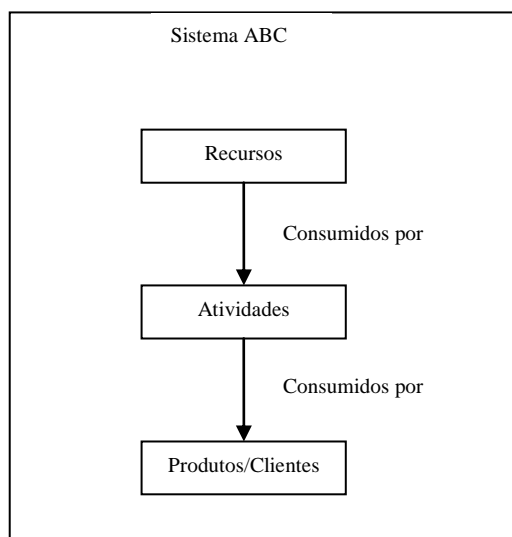 Sistema ABC
Recursos
Consumidos por
Atividades
Consumidos por
Produtos/Clientes